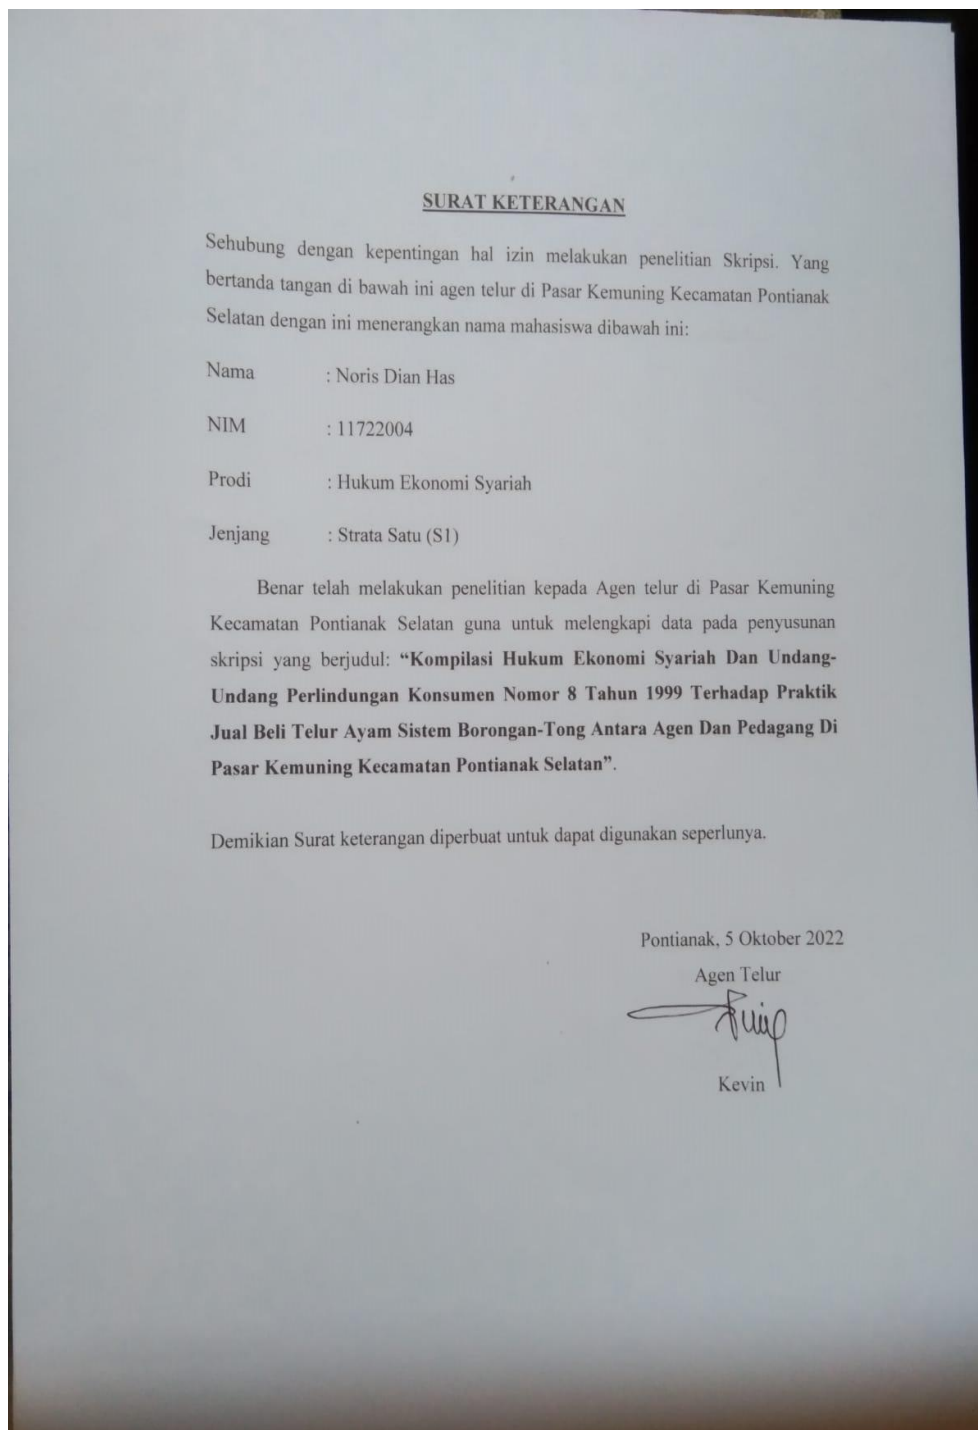 SURAT KETERANGAN
Sehubung dengan kepentingan hal izin melakukan penelitian Skripsi. Yang
bertanda tangan di bawah ini agen telur di Pasar Kemuning Kecamatan Pontianak
Selatan dengan ini menerangkan nama mahasiswa dibawah ini:
Nama : Noris Dian Has
NIM : 11722004
Prodi : Hukum Ekonomi Syariah
Jenjang : Strata Satu (S1)
Benar telah melakukan penelitian kepada Agen telur di Pasar Kemuning
Kecamatan Pontianak Selatan guna untuk melengkapi data pada penyusunan
skripsi yang berjudul: “Kompilasi Hukum Ekonomi Syariah Dan Undang-
Undang Perlindungan Konsumen Nomor 8 Tahun 1999 Terhadap Praktik
Jual Beli Telur Ayam Sistem Borongan-Tong Antara Agen Dan Pedagang Di
Pasar Kemuning Kecamatan Pontianak Selatan”.
Demikian Surat keterangan diperbuat untuk dapat digunakan seperlunya.
Pontianak, 5 Oktober 2022
Agen Telur
Kevin